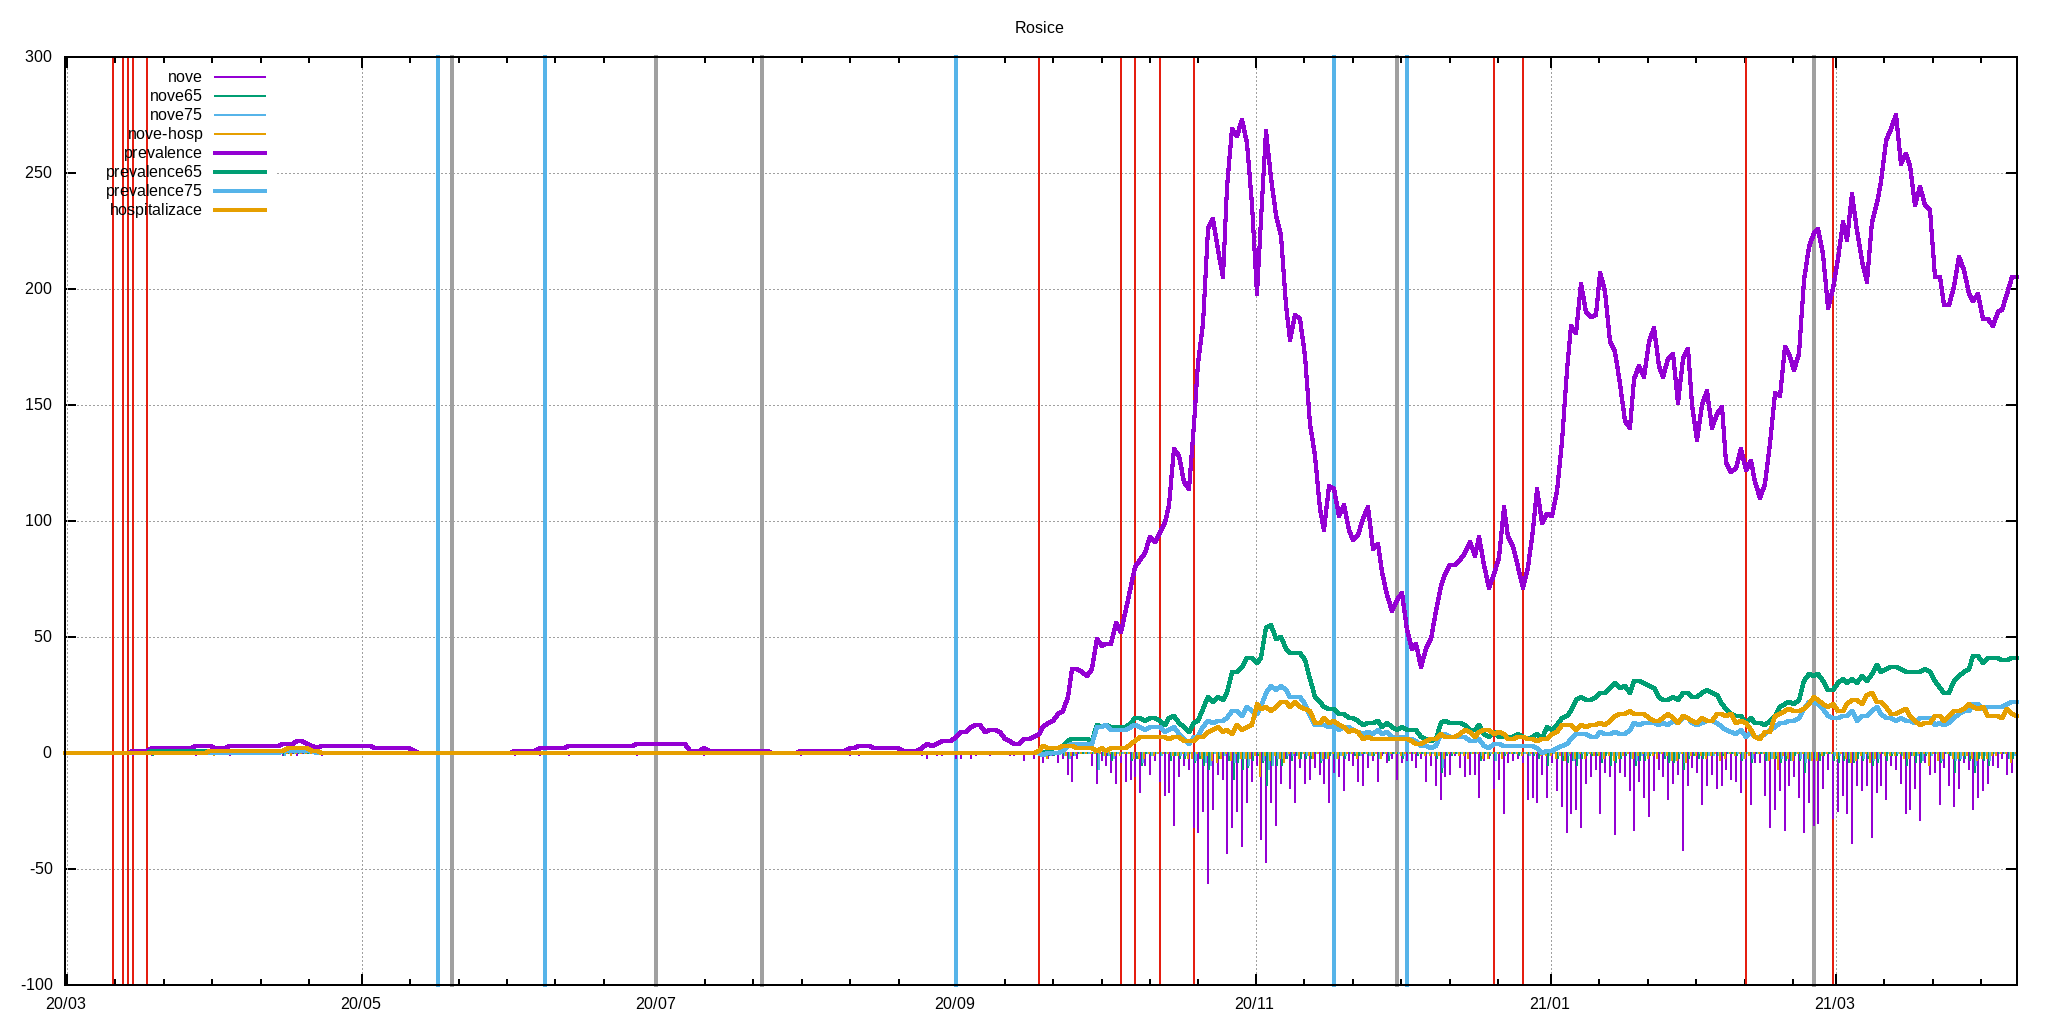 Rosice
300
250
200
150
100
50
0
-50
-100
nove
nove65
nove75
nove-hosp
prevalence
prevalence65
prevalence75
hospitalizace
20/03
20/05
20/07
20/09
20/11
21/01
21/03